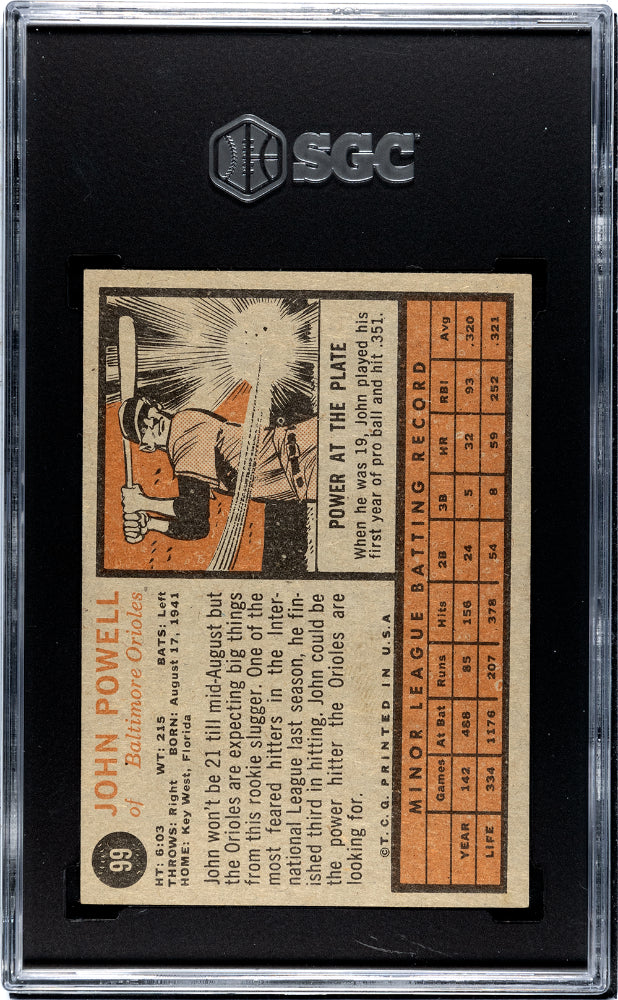 SGC
99
JOHN POWELL
of Baltimore Orioles
HT: 6:03 WT: 215 BATS: Left
THROWS: Right BORN: August 17, 1941
HOME: Key West, Florida
John won't be 21 till mid-August but
the Orioles are expecting big things
from this rookie slugger. One of the
most feared hitters in the Inter-
national League last season, he fin-
ished third in hitting. John could be
the power hitter the Orioles are
looking for.
©T.C.G. PRINTED IN U.S.A
POWER AT THE PLATE
When he was 19, John played his
first year of pro ball and hit .351.
MINOR LEAGUE BATTING RECORD
Games At Bat Runs Hits 2B 3B HR RBI Avg
YEAR 142 488 85 156 24 5 32 93 .320
LIFE 334 1176 207 378 54 8 59 252 .321